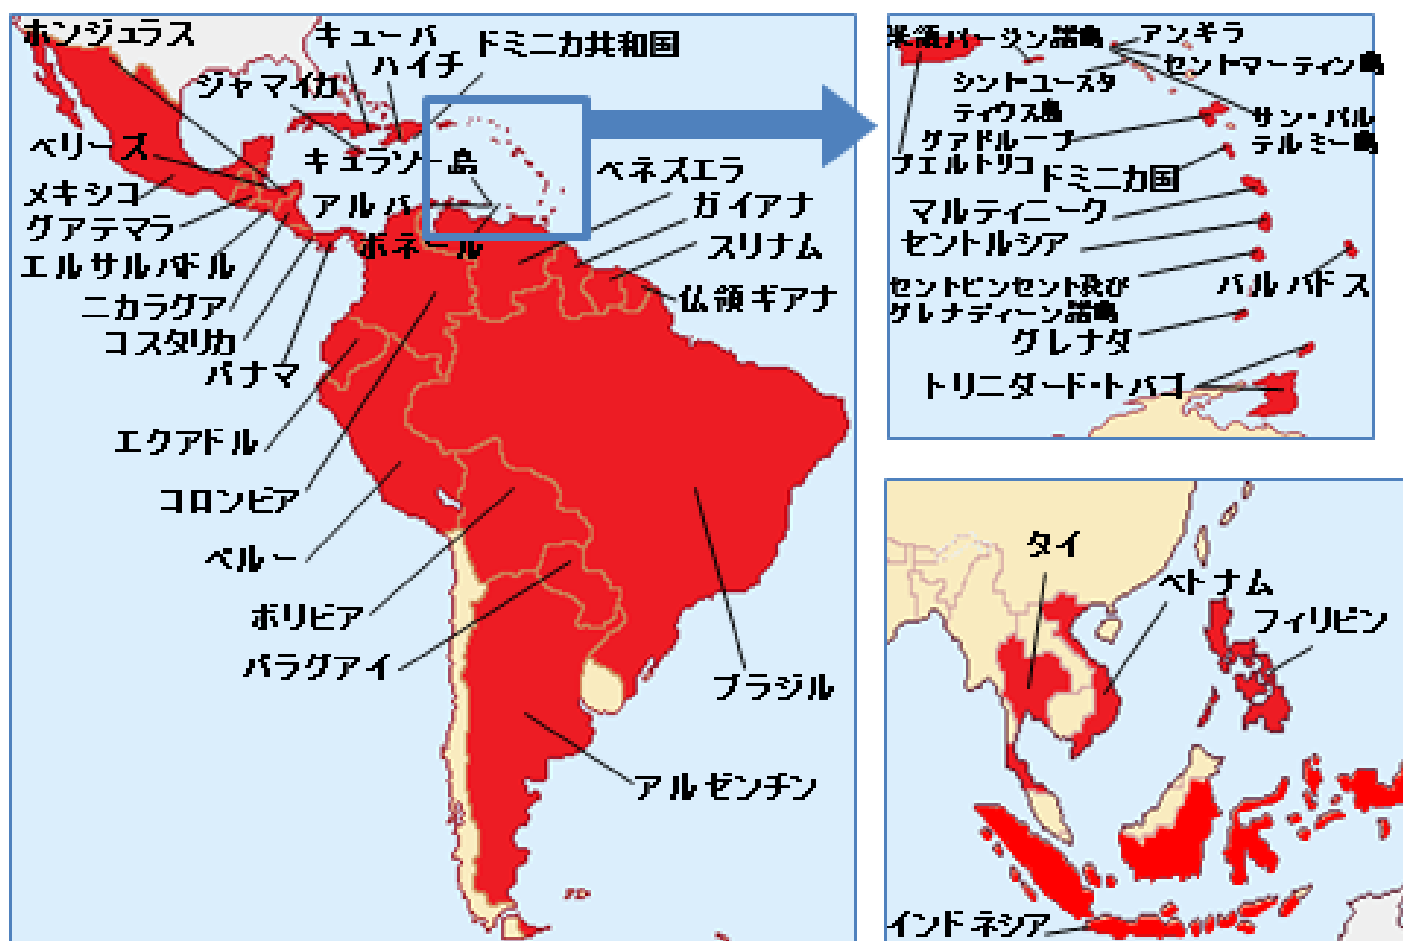 ホンジュラス
キューバ
ドミニカ共和国
ハイチ
ジャマイカ
ベリーズ
キュラソー島
ベネズエラ
メキシコ
アルバ
ガイアナ
グアテマラ
ボネール
スリナム
エルサルバドル
ニカラグア
仏領ギアナ
コスタリカ
パナマ
エクアドル
コロンビア
ペルー
ボリビア
パラグアイ
ブラジル
アルゼンチン
米領バージン諸島
アンギラ
セントマーティン島
シントユースタ
ティウス島
サン・バル
テルミー島
グアドループ
プエルトリコ
ドミニカ国
マルティニーク
セントルシア
セントビンセント及び
グレナディーン諸島
バルバドス
グレナダ
トリニダード・トバゴ
タイ
ベトナム
フィリピン
インドネシア